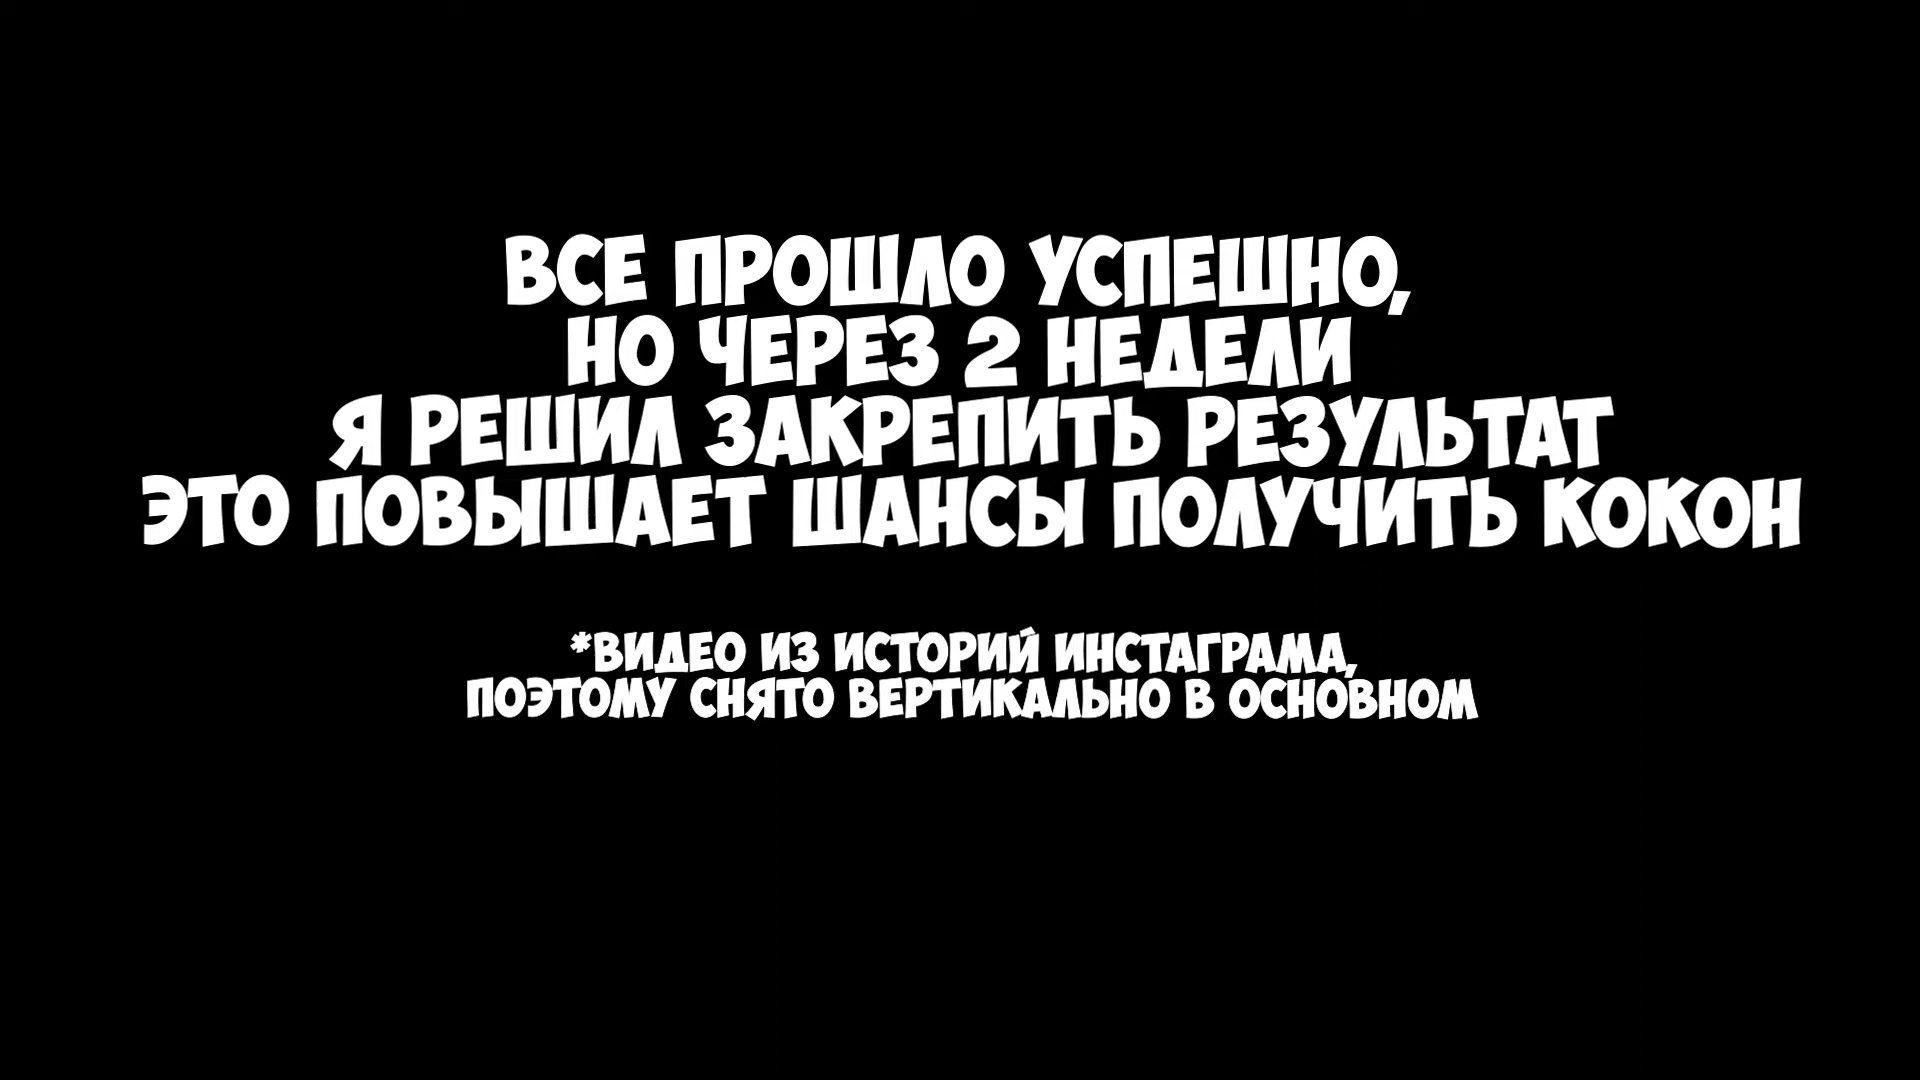 ВСЕ ПРОШЛО УСПЕШНО,
НО ЧЕРЕЗ 2 НЕДЕЛИ
Я РЕШИЛ ЗАКРЕПИТЬ РЕЗУЛЬТАТ
ЭТО ПОВЫШАЕТ ШАНСЫ ПОЛУЧИТЬ КОКОН
*ВИДЕО ИЗ ИСТОРИЙ ИНСТАГРАМА,
ПОЭТОМУ СНЯТО ВЕРТИКАЛЬНО В ОСНОВНОМ